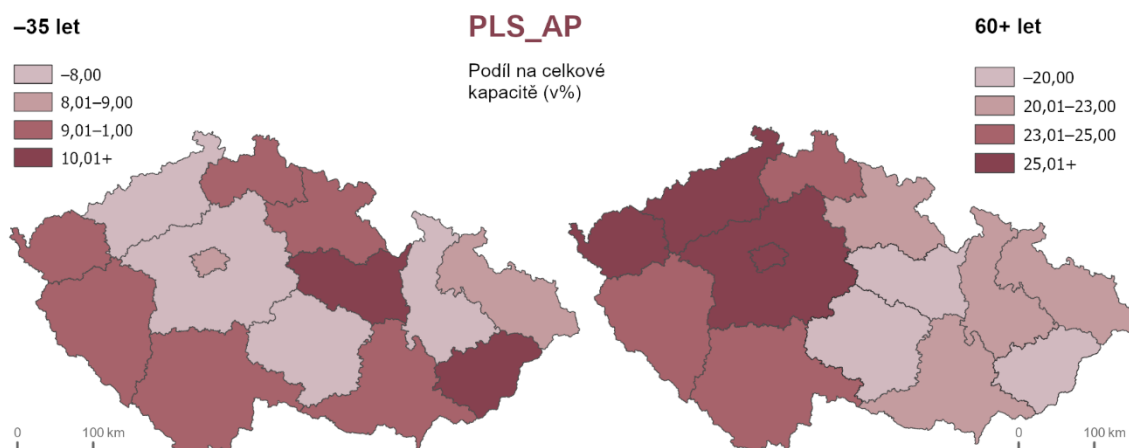 –35 let
–8,00
8,01–9,00
9,01–1,00
10,01+
PLS_AP
Podíl na celkové
kapacitě (v%)
60+ let
–20,00
20,01–23,00
23,01–25,00
25,01+
0 100 km
0 100 km